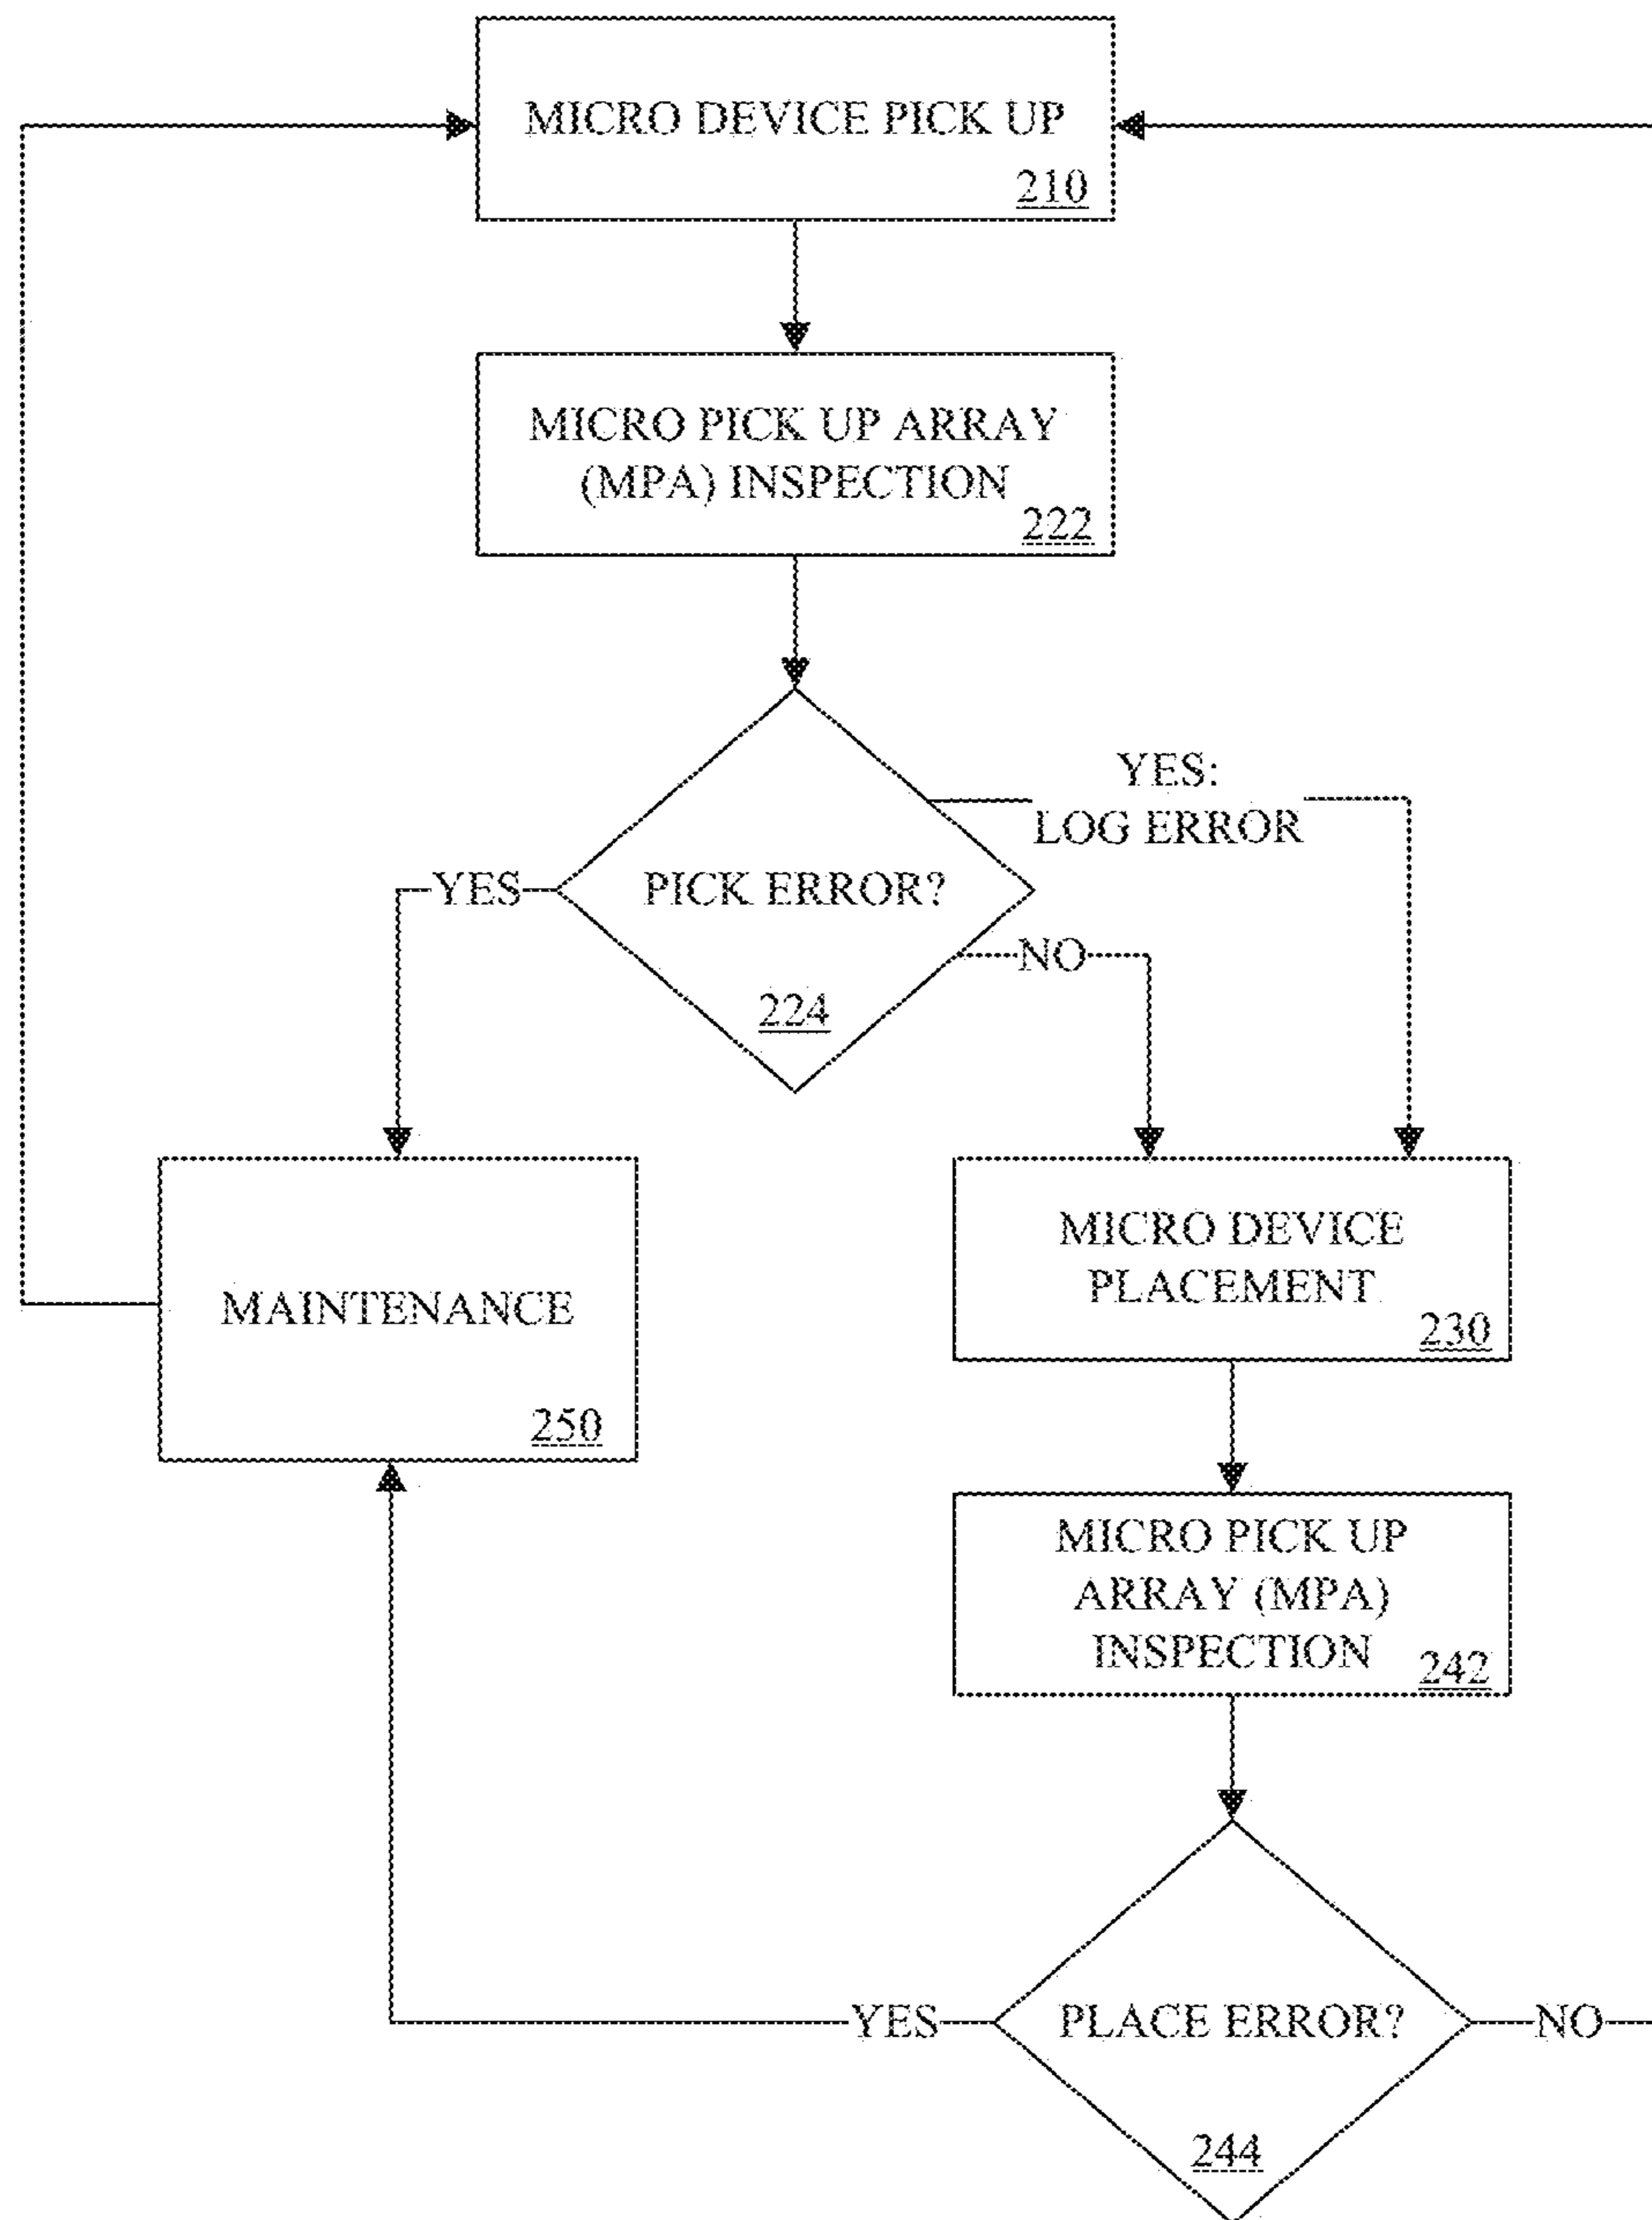 MICRO DEVICE PICK UP
210
MICRO PICK UP ARRAY
(MPA) INSPECTION
222
YES:
LOG ERROR
YES
PICK ERROR?
NO
224
MICRO DEVICE
PLACEMENT
230
MAINTENANCE
250
MICRO PICK UP
ARRAY (MPA)
INSPECTION
242
YES
PLACE ERROR?
NO
244